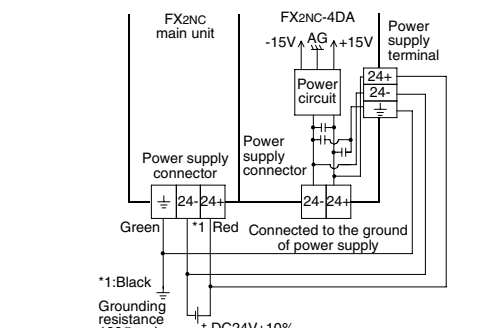 FX2NC
main unit
FX2NC-4DA
-15V AG +15V
Power
supply
terminal
24+
24-
Power
circuit
Power
supply
connector
Power supply
connector
24- 24+
24- 24+
Green *1 Red
Connected to the ground
of power supply
*1:Black
Grounding
resistance
DC24V±10%